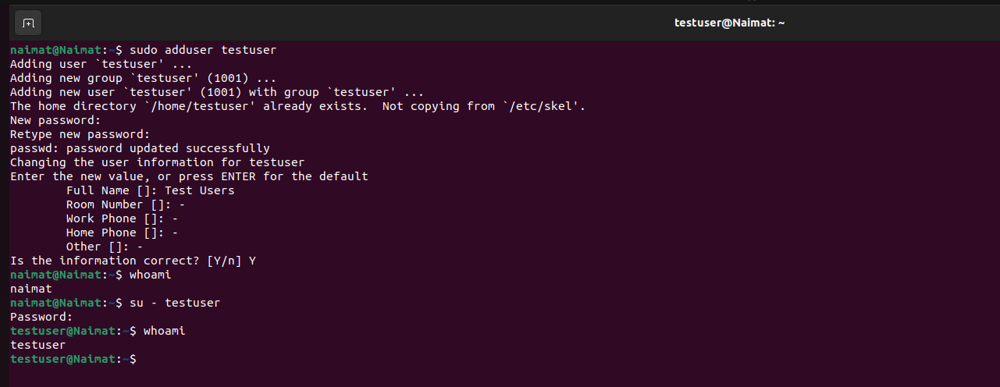 testuser@Naimat: ~
naimat@Naimat:~$ sudo adduser testuser
Adding user `testuser' ...
Adding new group `testuser' (1001) ...
Adding new user `testuser' (1001) with group `testuser' ...
The home directory `/home/testuser' already exists.  Not copying from `/etc/skel'.
New password:
Retype new password:
passwd: password updated successfully
Changing the user information for testuser
Enter the new value, or press ENTER for the default
        Full Name []: Test Users
        Room Number []: -
        Work Phone []: -
        Home Phone []: -
        Other []: -
Is the information correct? [Y/n] Y
naimat@Naimat:~$ whoami
naimat
naimat@Naimat:~$ su - testuser
Password:
testuser@Naimat:~$ whoami
testuser
testuser@Naimat:~$